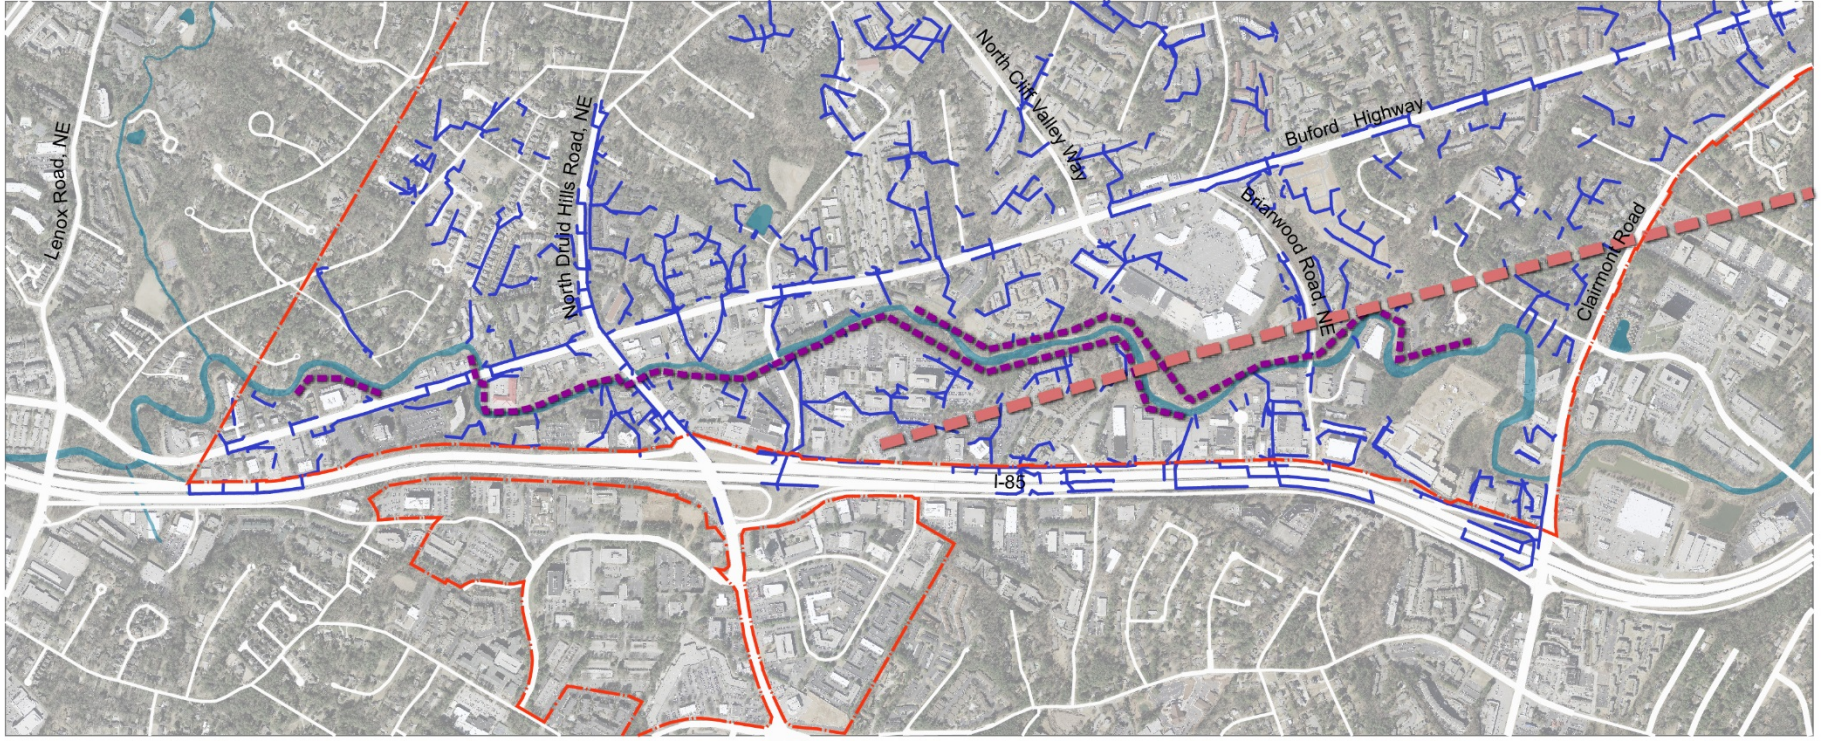 Lenox Road, NE
North Druid Hills Road, NE
North Cliff Valley Way
Buford Highway
Briarwood Road, NE
Clairmont Road
I-85